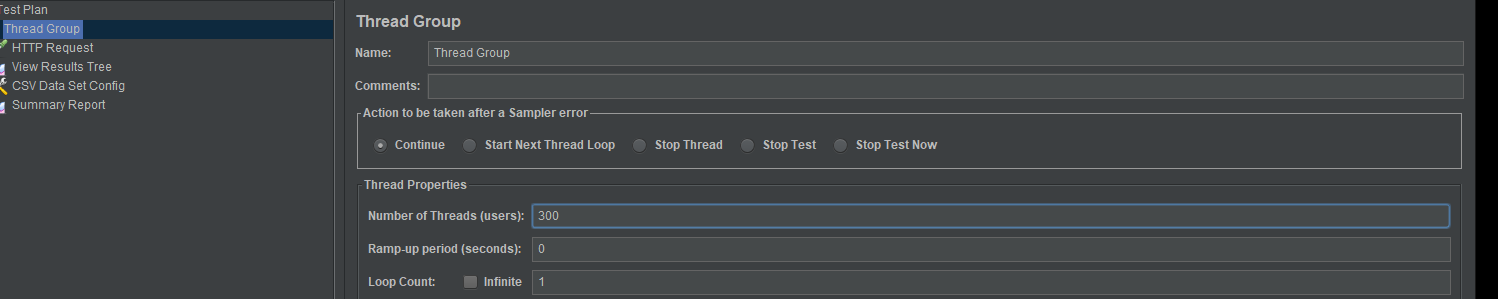 Test Plan
Thread Group
HTTP Request
View Results Tree
CSV Data Set Config
Summary Report
Thread Group
Name: Thread Group
Comments:
Action to be taken after a Sampler error
Continue Start Next Thread Loop Stop Thread Stop Test Stop Test Now
Thread Properties
Number of Threads (users): 300
Ramp-up period (seconds): 0
Loop Count: Infinite 1